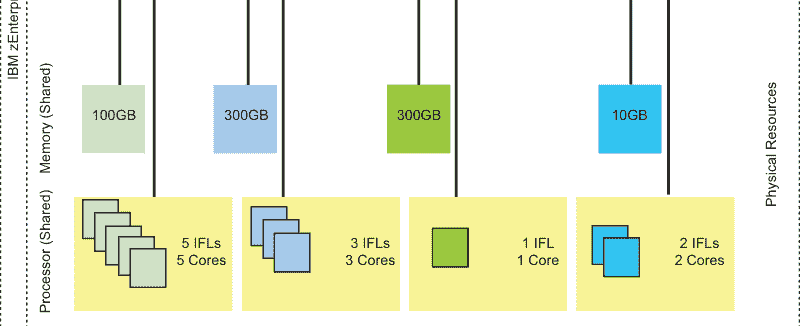 IBM
Memory (Shared)
100GB
300GB
300GB
10GB
Physical Resources
Processor (Shared)
5 IFLs
5 Cores
3 IFLs
3 Cores
1 IFL
1 Core
2 IFLs
2 Cores